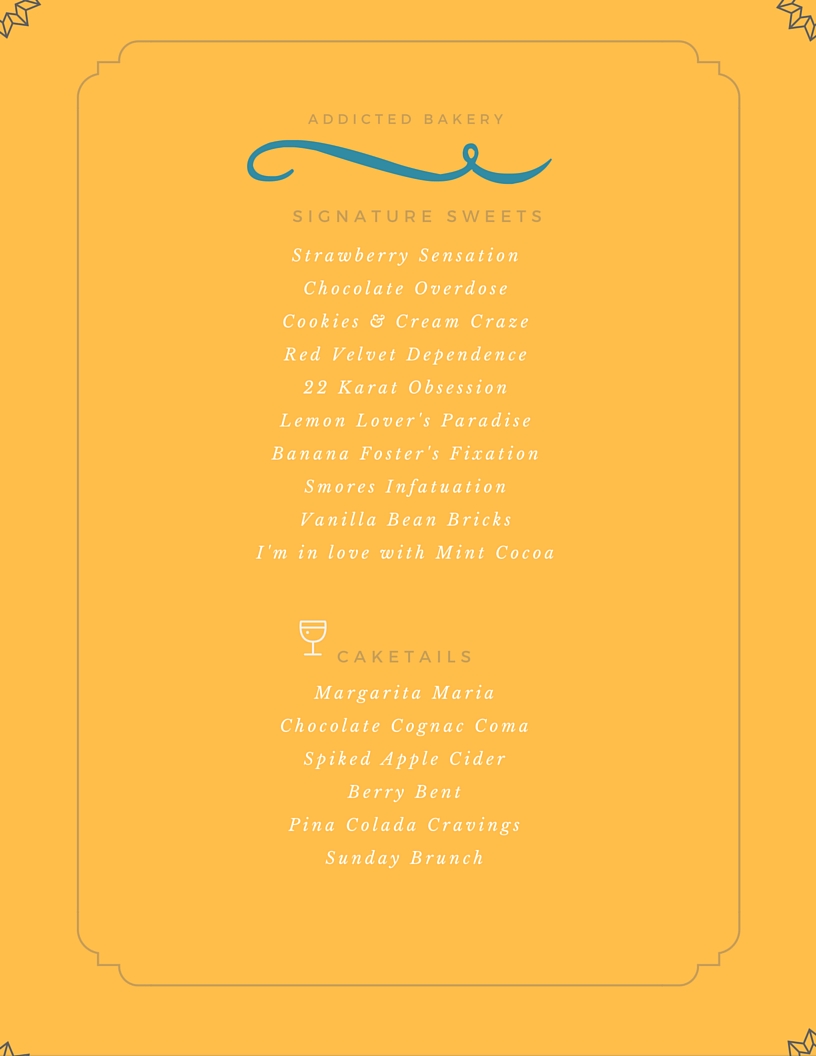 ADDICTED BAKERY
SIGNATURE SWEETS
Strawberry Sensation
Chocolate Overdose
Cookies & Cream Craze
Red Velvet Dependence
22 Karat Obsession
Lemon Lover's Paradise
Banana Foster's Fixation
Smores Infatuation
Vanilla Bean Bricks
I'm in love with Mint Cocoa
CAKETAILS
Margarita Maria
Chocolate Cognac Coma
Spiked Apple Cider
Berry Bent
Pina Colada Cravings
Sunday Brunch